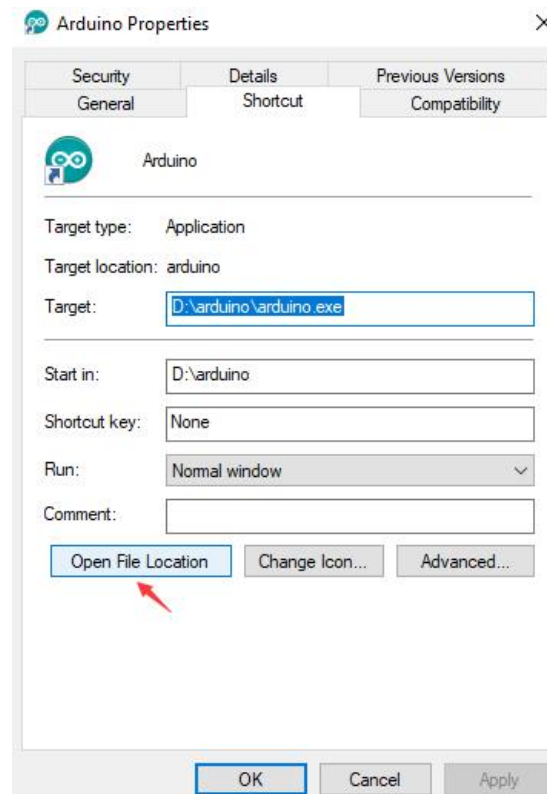 Arduino Properties
Security Details Previous Versions
General Shortcut Compatibility
Arduino
Target type: Application
Target location: arduino
Target: D:\arduino\arduino.exe
Start in: D:\arduino
Shortcut key: None
Run: Normal window
Comment:
Open File Location Change Icon... Advanced...
OK Cancel Apply